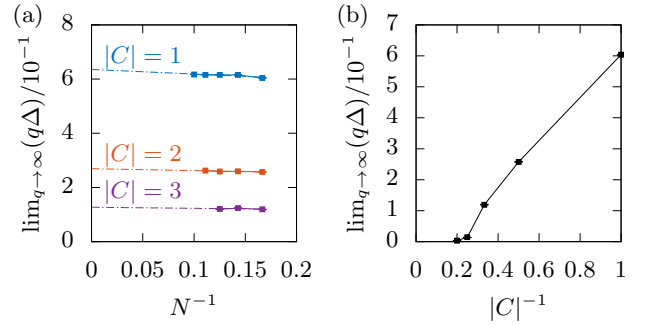 (a)
lim_{q→∞}(qΔ)/10^{−1}
8
6
4
2
0
|C| = 1
|C| = 2
|C| = 3
0 0.05 0.1 0.15 0.2
N^{−1}
(b)
lim_{q→∞}(qΔ)/10^{−1}
7
6
5
4
3
2
1
0
0 0.2 0.4 0.6 0.8 1
|C|^{−1}